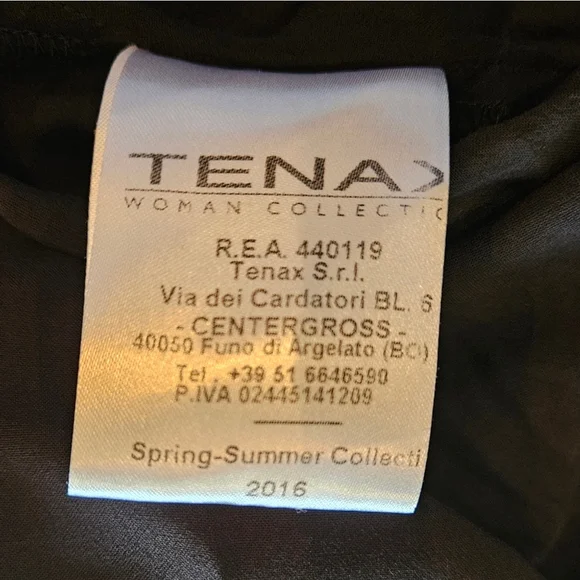 TENAX
WOMAN COLLECTIO
R.E.A. 440119
Tenax S.r.l.
Via dei Cardatori BL. 6
- CENTERGROSS -
40050 Funo di Argelato (BO)
Tel. +39 51 6646590
P.IVA 02445141209
Spring-Summer Collecti
2016